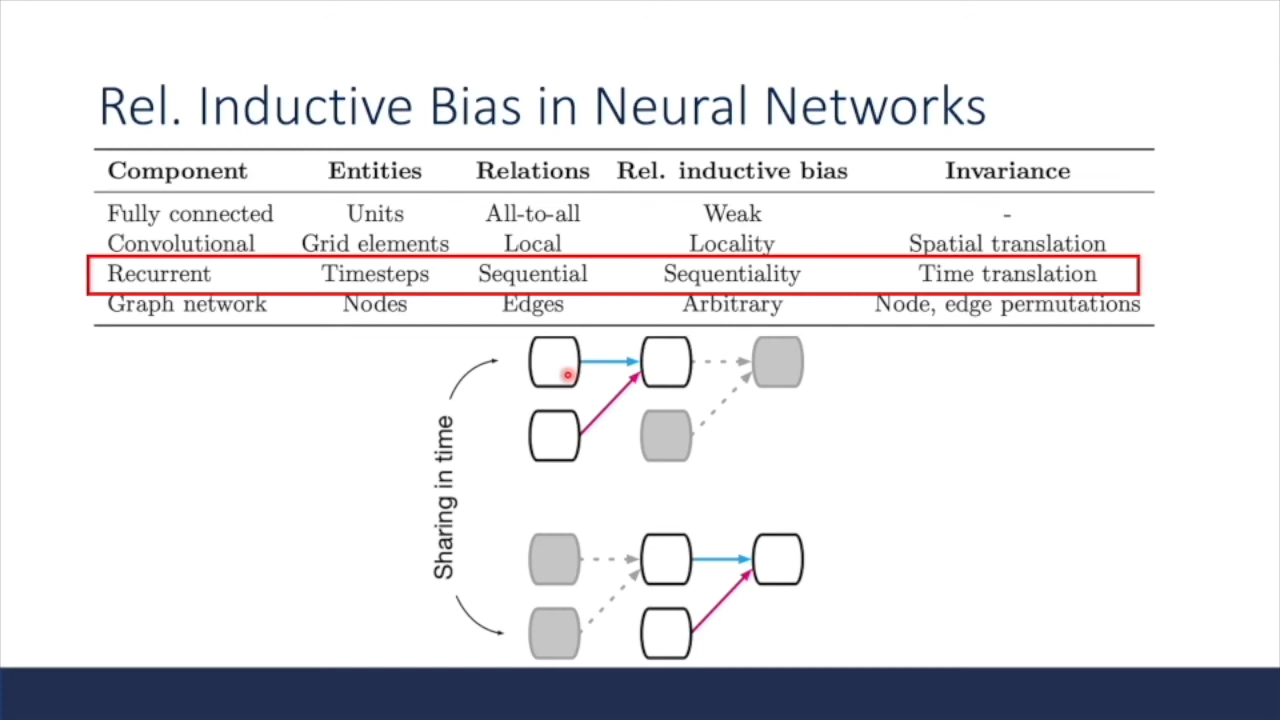 Rel. Inductive Bias in Neural Networks
Component Entities Relations Rel. inductive bias Invariance
Fully connected Units All-to-all Weak -
Convolutional Grid elements Local Locality Spatial translation
Recurrent Timesteps Sequential Sequentiality Time translation
Graph network Nodes Edges Arbitrary Node, edge permutations
Sharing in time